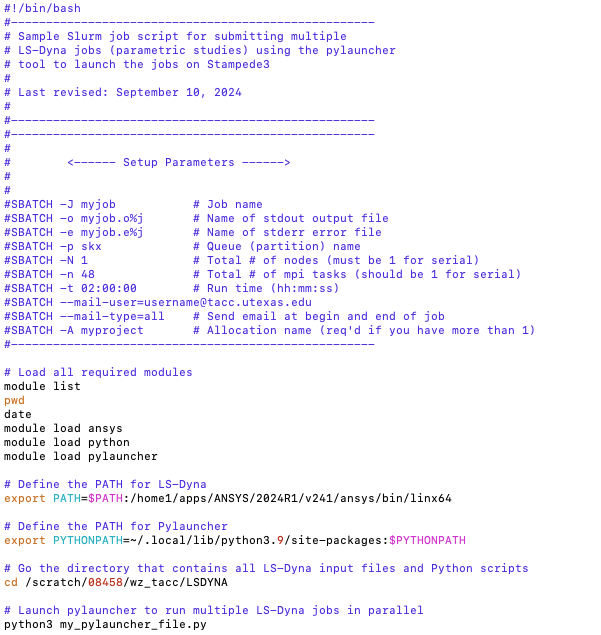 #!/bin/bash
#----------------------------------------------------
# Sample Slurm job script for submitting multiple
# LS-Dyna jobs (parametric studies) using the pylauncher
# tool to launch the jobs on Stampede3
#
# Last revised: September 10, 2024
#
#----------------------------------------------------
#----------------------------------------------------
#
#        <------ Setup Parameters ------>
#
#
#SBATCH -J myjob           # Job name
#SBATCH -o myjob.o%j       # Name of stdout output file
#SBATCH -e myjob.e%j       # Name of stderr error file
#SBATCH -p skx             # Queue (partition) name
#SBATCH -N 1               # Total # of nodes (must be 1 for serial)
#SBATCH -n 48              # Total # of mpi tasks (should be 1 for serial)
#SBATCH -t 02:00:00        # Run time (hh:mm:ss)
#SBATCH --mail-user=username@tacc.utexas.edu
#SBATCH --mail-type=all    # Send email at begin and end of job
#SBATCH -A myproject       # Allocation name (req'd if you have more than 1)
#----------------------------------------------------

# Load all required modules
module list
pwd
date
module load ansys
module load python
module load pylauncher

# Define the PATH for LS-Dyna
export PATH=$PATH:/home1/apps/ANSYS/2024R1/v241/ansys/bin/linx64

# Define the PATH for Pylauncher
export PYTHONPATH=~/.local/lib/python3.9/site-packages:$PYTHONPATH

# Go the directory that contains all LS-Dyna input files and Python scripts
cd /scratch/08458/wz_tacc/LSDYNA

# Launch pylauncher to run multiple LS-Dyna jobs in parallel
python3 my_pylauncher_file.py